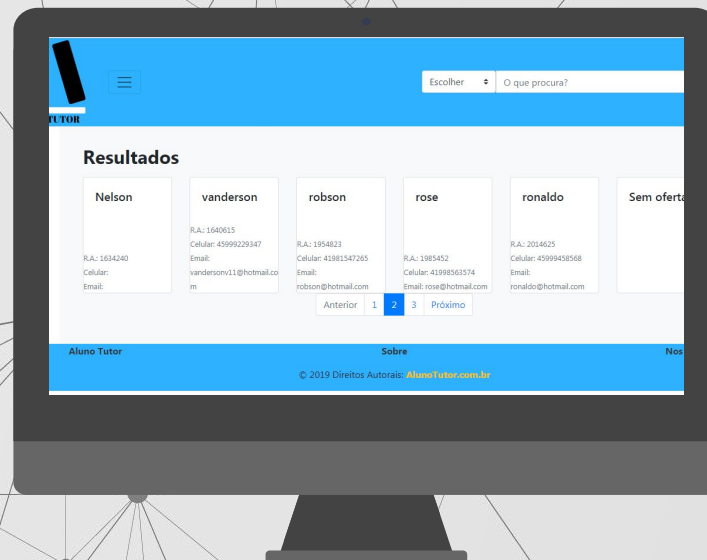 TUTOR
Escolher
O que procura?
Resultados
Nelson
R.A.: 1634240
Celular:
Email:
vanderson
R.A.: 1640615
Celular: 45999229347
Email:
vandersonv11@hotmail.co
m
robson
R.A.: 1954823
Celular: 41981547265
Email:
robson@hotmail.com
rose
R.A.: 1985452
Celular: 41998563574
Email: rose@hotmail.com
ronaldo
R.A.: 2014625
Celular: 45999458568
Email:
ronaldo@hotmail.com
Sem oferta
Anterior 1 2 3 Próximo
Aluno Tutor
Sobre
Nos
© 2019 Direitos Autorais: AlunoTutor.com.br